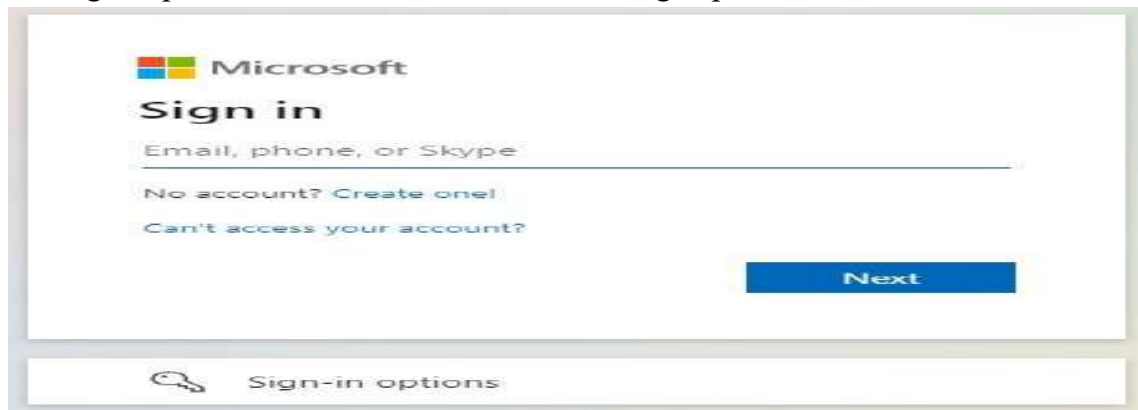 Microsoft
Sign in
Email, phone, or Skype
No account? Create one!
Can't access your account?
Next
Sign-in options